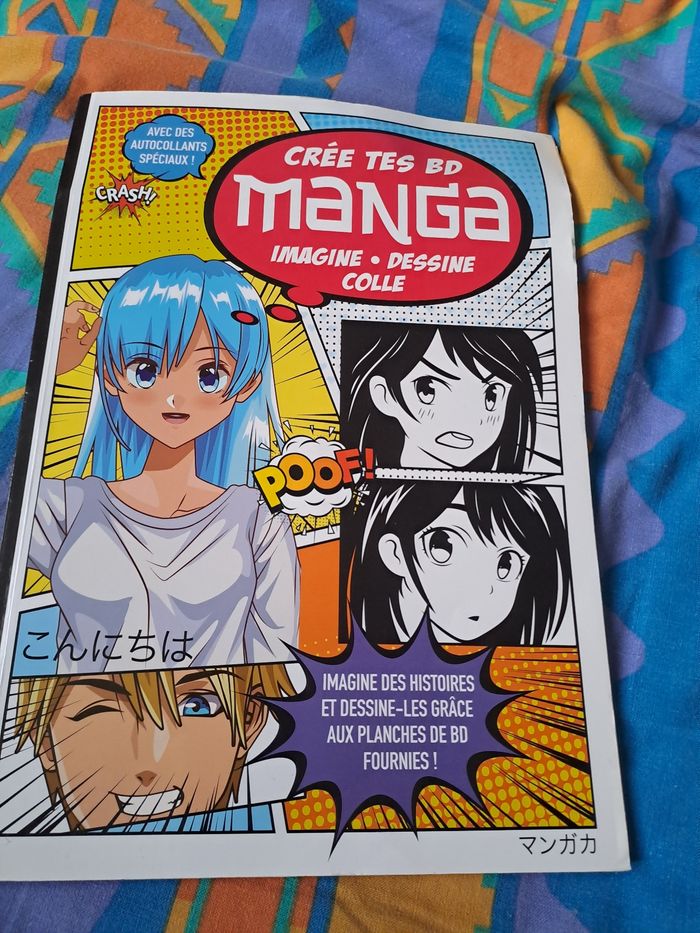 AVEC DES
AUTOCOLLANTS
SPÉCIAUX !
CRASH!!
CRÉE TES BD
MANGA
IMAGINE • DESSINE
COLLE
POOF!
こんにちは
IMAGINE DES HISTOIRES
ET DESSINE-LES GRÂCE
AUX PLANCHES DE BD
FOURNIES !
マンガカ